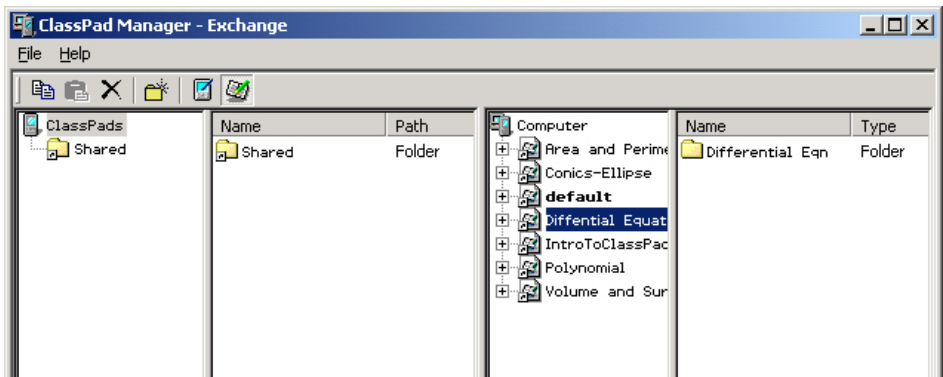 ClassPad Manager - Exchange
File Help
ClassPads
Shared
Name Path
Shared Folder
Computer
Area and Perime
Conics-Ellipse
default
Diffential Equat
IntroToClassPac
Polynomial
Volume and Sur
Name Type
Differential Eqn Folder